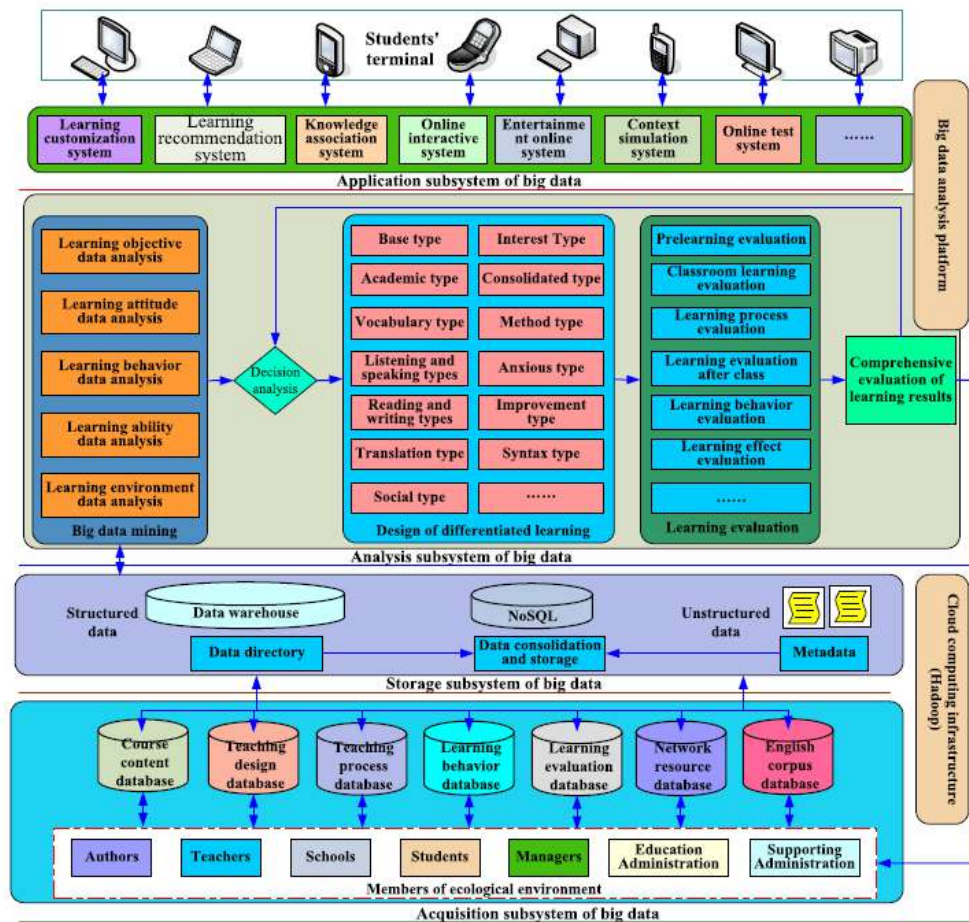 Students'
terminal
Learning
customization
system
Learning
recommendation
system
Knowledge
association
system
Online
interactive
system
Entertainme
nt online
system
Context
simulation
system
Online test
system
……
Application subsystem of big data
Big data analysis
platform
Learning objective
data analysis
Learning attitude
data analysis
Learning behavior
data analysis
Learning ability
data analysis
Learning environment
data analysis
Big data mining
Decision
analysis
Base type
Interest Type
Academic type
Consolidated type
Vocabulary type
Method type
Listening and
speaking types
Anxious type
Reading and
writing types
Improvement
type
Translation type
Syntax type
Social type
……
Design of differentiated learning
Prelearning evaluation
Classroom learning
evaluation
Learning process
evaluation
Learning evaluation
after class
Learning behavior
evaluation
Learning effect
evaluation
……
Learning evaluation
Comprehensive
evaluation of
learning results
Analysis subsystem of big data
Structured
data
Data warehouse
NoSQL
Unstructured
data
Data directory
Data consolidation
and storage
Metadata
Storage subsystem of big data
Cloud computing infrastructure
(Hadoop)
Course
content
database
Teaching
design
database
Teaching
process
database
Learning
behavior
database
Learning
evaluation
database
Network
resource
database
English
corpus
database
Authors
Teachers
Schools
Students
Managers
Education
Administration
Supporting
Administration
Members of ecological environment
Acquisition subsystem of big data